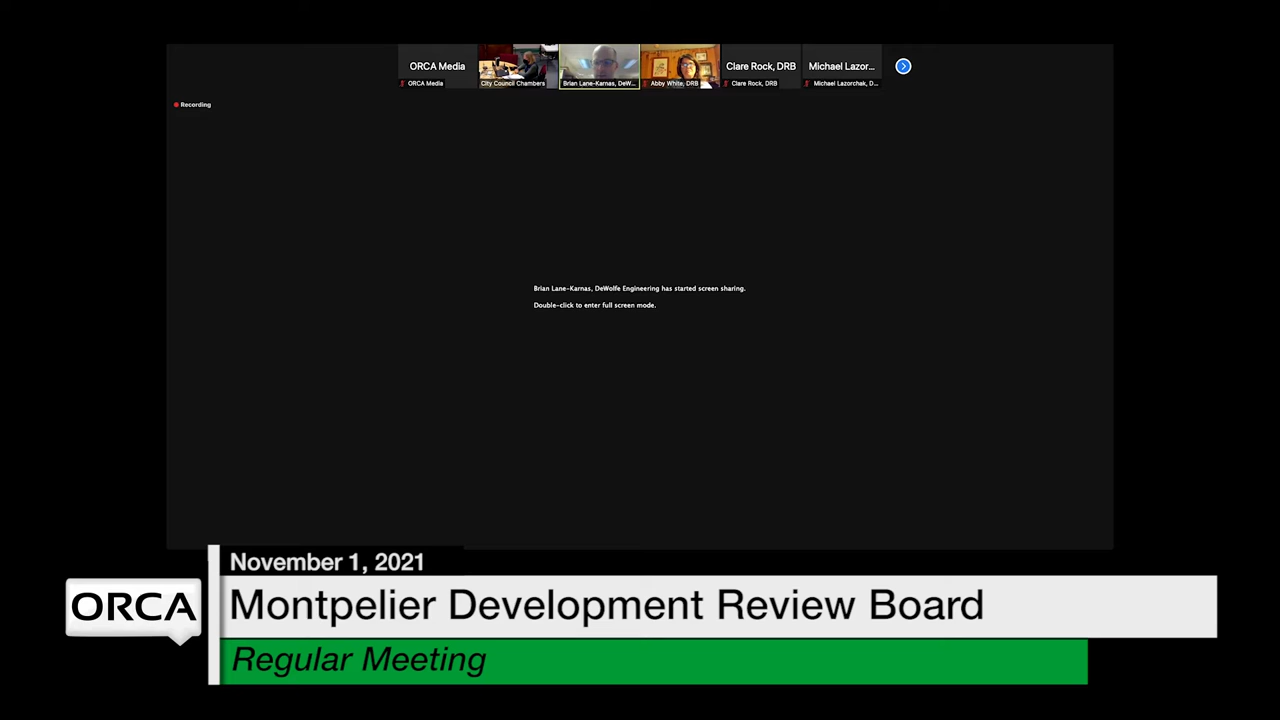 ORCA Media
Clare Rock, DRB
Michael Lazor...
ORCA Media
City Council Chambers
Brian Lane-Karnas, DeW...
Abby White, DRB
Clare Rock, DRB
Michael Lazorchak, D...
Recording
Brian Lane-Karnas, DeWolfe Engineering has started screen sharing.
Double-click to enter full screen mode.
November 1, 2021
ORCA
Montpelier Development Review Board
Regular Meeting